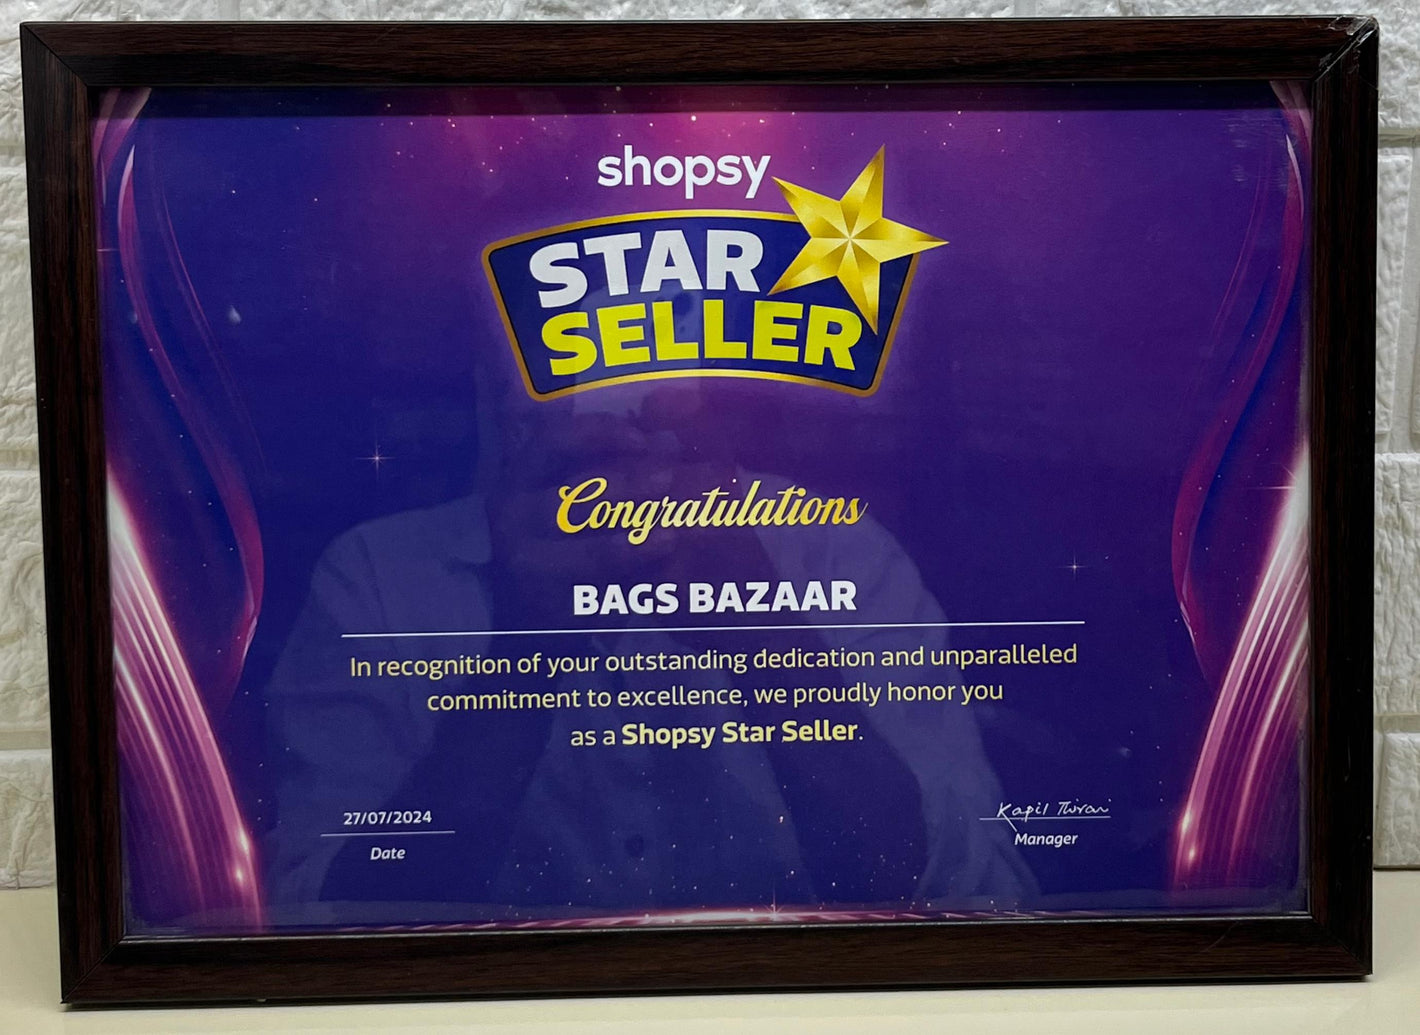 shopsy
STAR
SELLER
Congratulations
BAGS BAZAAR
In recognition of your outstanding dedication and unparalleled
commitment to excellence, we proudly honor you
as a Shopsy Star Seller.
27/07/2024
Date
Kapil
Manager